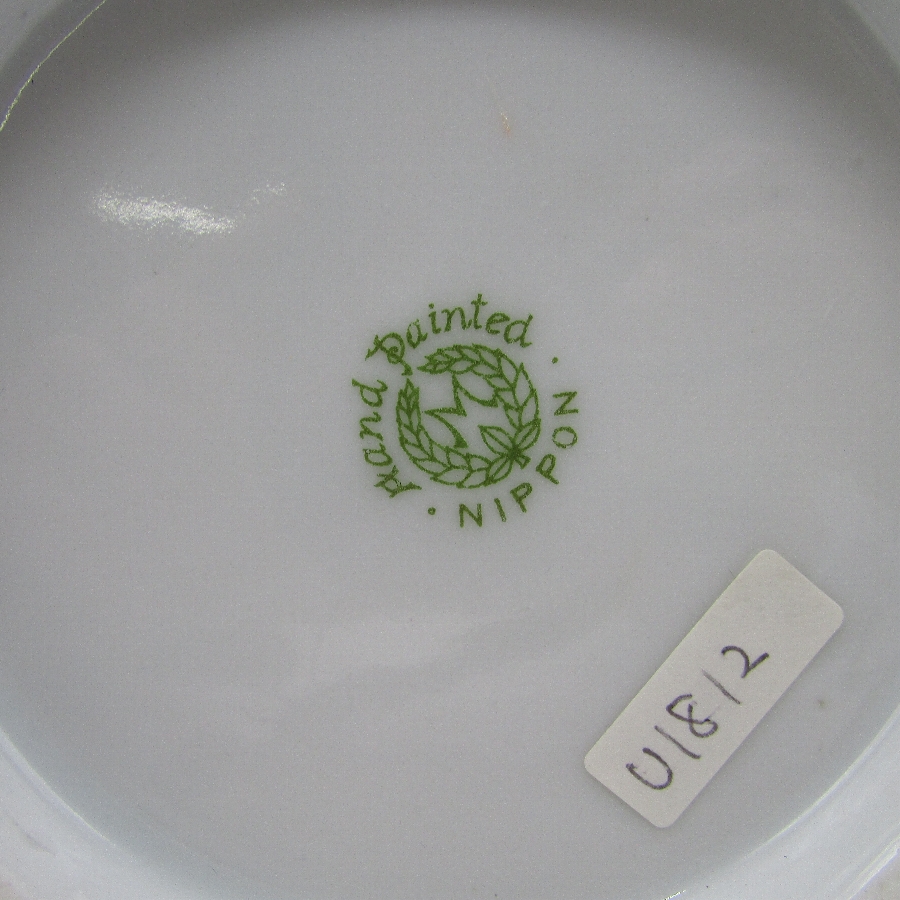 Hand Painted
M
· NIPPON ·
U1812